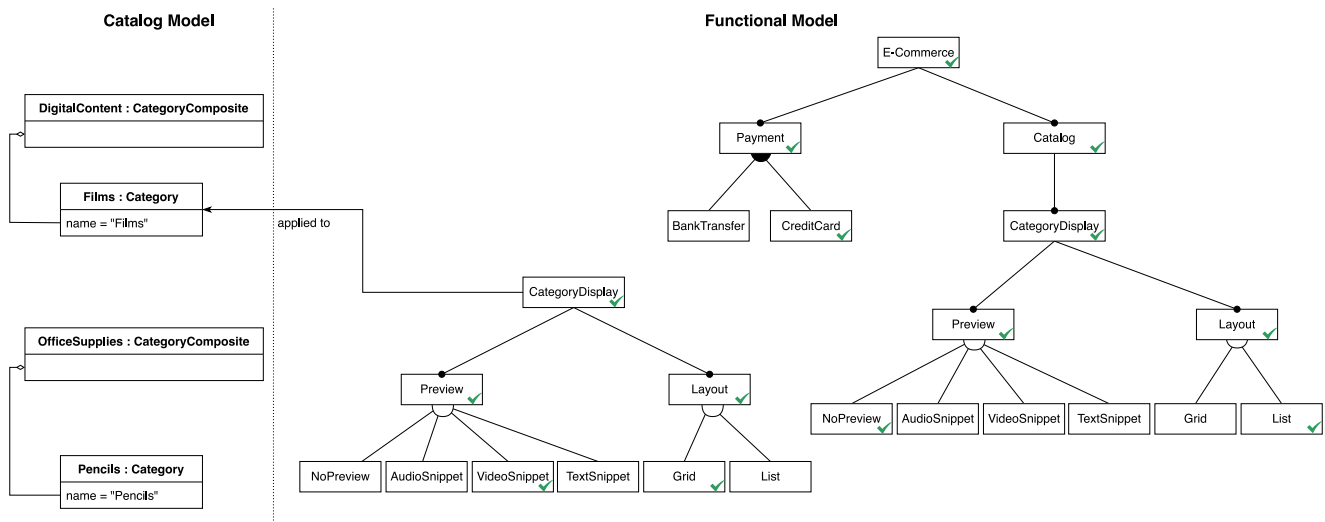 Catalog Model
Functional Model
E-Commerce
DigitalContent : CategoryComposite
Payment
Catalog
Films : Category
name = "Films"
applied to
BankTransfer
CreditCard
CategoryDisplay
CategoryDisplay
OfficeSupplies : CategoryComposite
Preview
Layout
Preview
Layout
NoPreview
AudioSnippet
VideoSnippet
TextSnippet
Grid
List
Pencils : Category
name = "Pencils"
NoPreview
AudioSnippet
VideoSnippet
TextSnippet
Grid
List